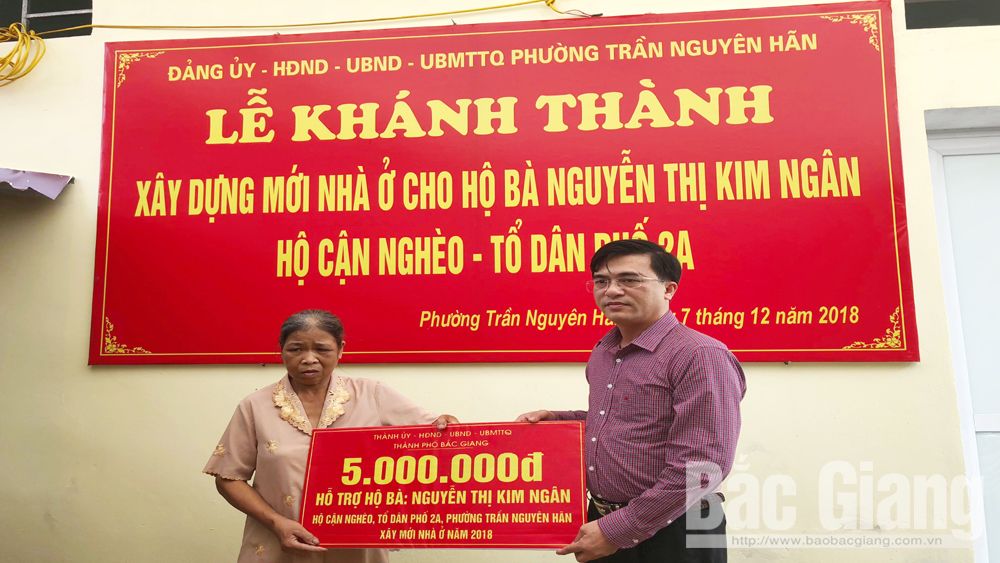 ĐẢNG ỦY - HĐND - UBND - UBMTTQ PHƯỜNG TRẦN NGUYÊN HÃN
LỄ KHÁNH THÀNH
XÂY DỰNG MỚI NHÀ Ở CHO HỘ BÀ NGUYỄN THỊ KIM NGÂN
HỘ CẬN NGHÈO - TỔ DÂN PHỐ 2A
Phường Trần Nguyên 7 tháng 12 năm 2018
THÀNH ỦY - HĐND - UBND - UBMTTQ
THÀNH PHỐ BẮC GIANG
5.000.000đ
HỖ TRỢ HỘ BÀ: NGUYỄN THỊ KIM NGÂN
HỘ CẬN NGHÈO, TỔ DÂN PHỐ 2A, PHƯỜNG TRẦN NGUYÊN HÃN
XÂY MỚI NHÀ Ở NĂM 2018
Bắc Giang
http://www.baobacgiang.com.vn